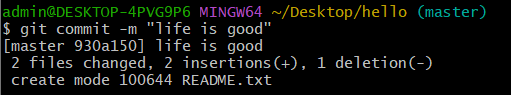 admin@DESKTOP-4PVG9P6 MINGW64 ~/Desktop/hello (master)
$ git commit -m "life is good"
[master 930a150] life is good
 2 files changed, 2 insertions(+), 1 deletion(-)
 create mode 100644 README.txt